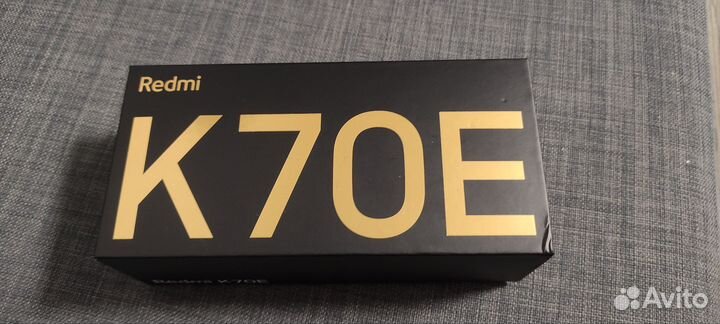 Redmi
K70E
Redmi K70E
Avito